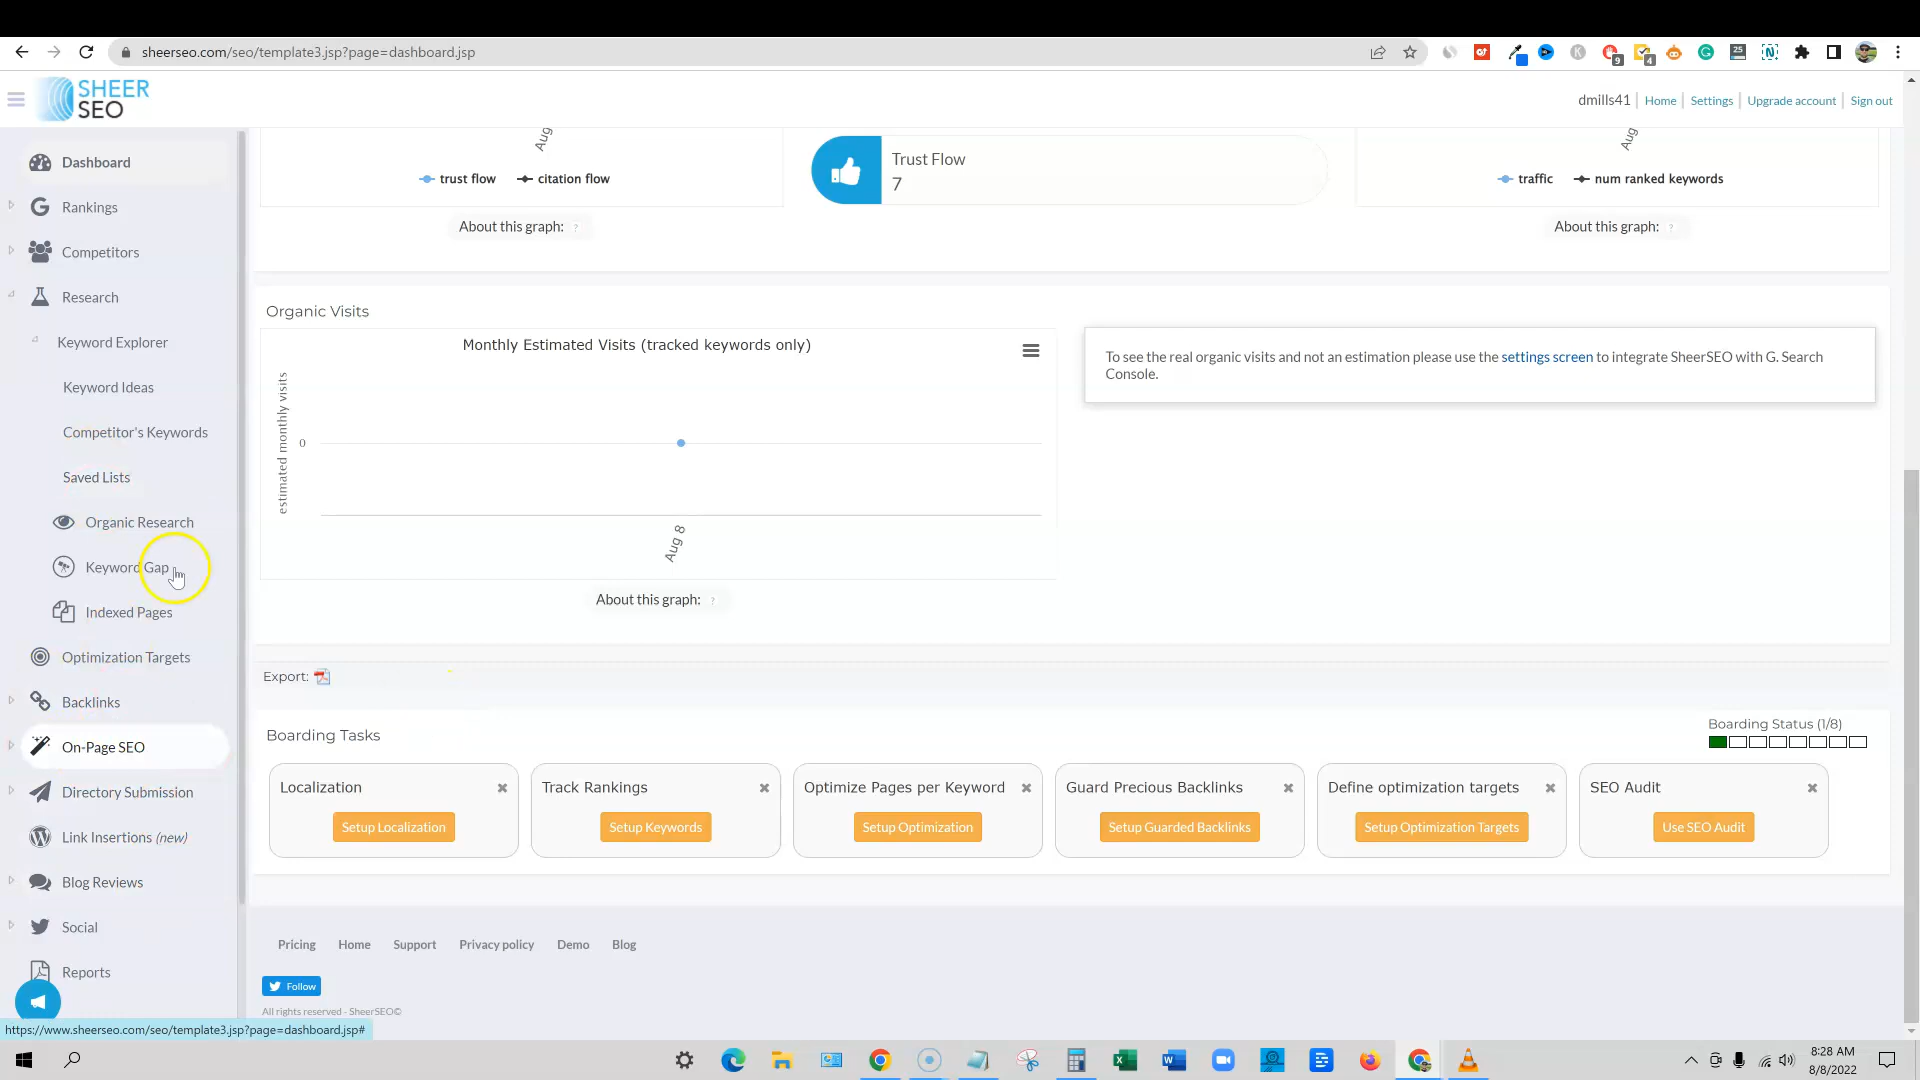 sheerseo.com/seo/template3.jsp?page=dashboard.jsp
9
4
25
SHEER
SEO
dmills41 | Home | Settings | Upgrade account | Sign out
Dashboard
Rankings
Competitors
Research
Keyword Explorer
Keyword Ideas
Competitor's Keywords
Saved Lists
Organic Research
Keyword Gap
Indexed Pages
Optimization Targets
Backlinks
On-Page SEO
Directory Submission
Link Insertions (new)
Blog Reviews
Social
Reports
Aug
trust flow citation flow
About this graph: ?
Trust Flow
7
Aug
traffic num ranked keywords
About this graph: ?
Organic Visits
Monthly Estimated Visits (tracked keywords only)
estimated monthly visits
0
Aug 8
About this graph: ?
To see the real organic visits and not an estimation please use the settings screen to integrate SheerSEO with G. Search
Console.
Export:
Boarding Tasks
Boarding Status (1/8)
Localization
Setup Localization
Track Rankings
Setup Keywords
Optimize Pages per Keyword
Setup Optimization
Guard Precious Backlinks
Setup Guarded Backlinks
Define optimization targets
Setup Optimization Targets
SEO Audit
Use SEO Audit
Pricing Home Support Privacy policy Demo Blog
Follow
All rights reserved - SheerSEO©
https://www.sheerseo.com/seo/template3.jsp?page=dashboard.jsp#
8:28 AM
8/8/2022